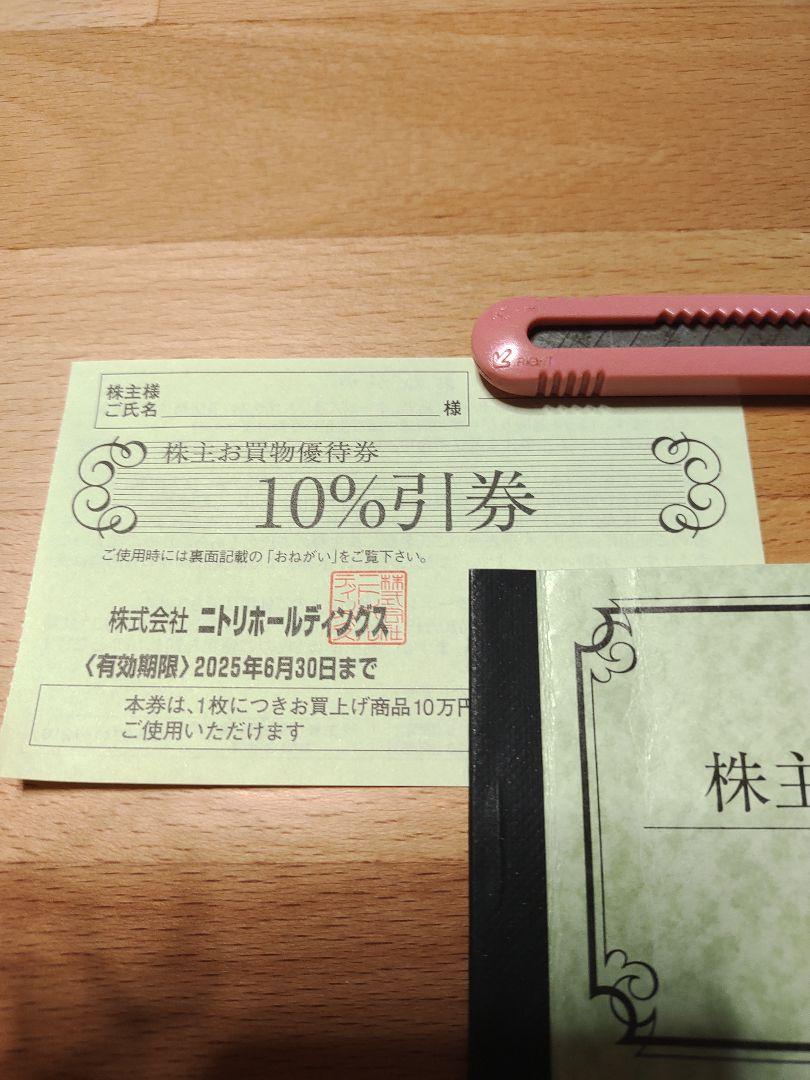 RIGHT
株主様
ご氏名 様
株主お買物優待券
10%引券
ご使用時には裏面記載の「おねがい」をご覧下さい。
株式会社 ニトリホールディングス
〈有効期限〉2025年6月30日まで
本券は、1枚につきお買上げ商品10万円
ご使用いただけます
株主